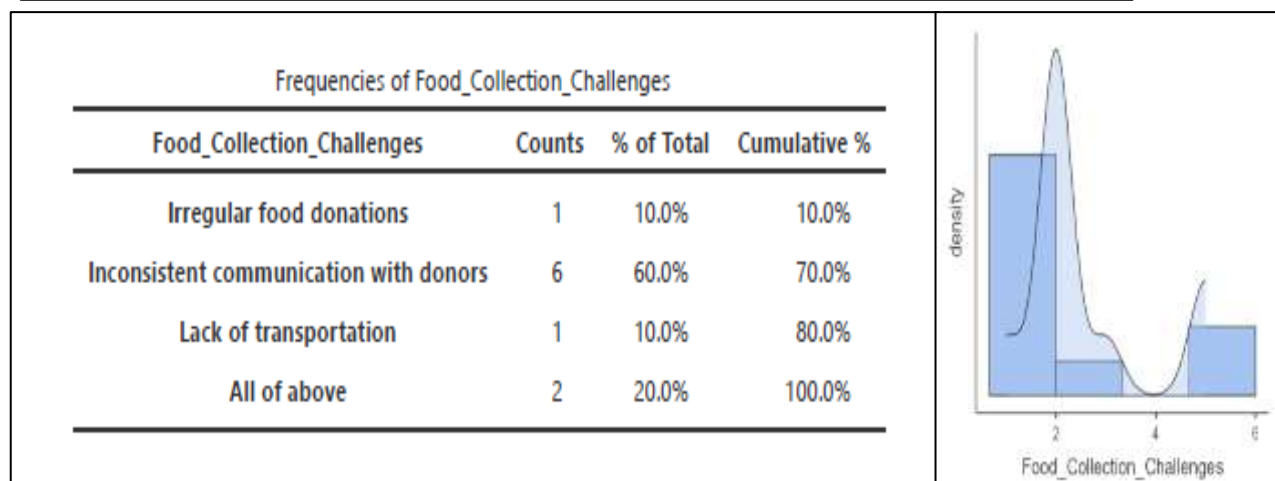 Frequencies of Food_Collection_Challenges
Food_Collection_Challenges Counts % of Total Cumulative %
Irregular food donations 1 10.0% 10.0%
Inconsistent communication with donors 6 60.0% 70.0%
Lack of transportation 1 10.0% 80.0%
All of above 2 20.0% 100.0%
density
2 4 6
Food_Collection_Challenges